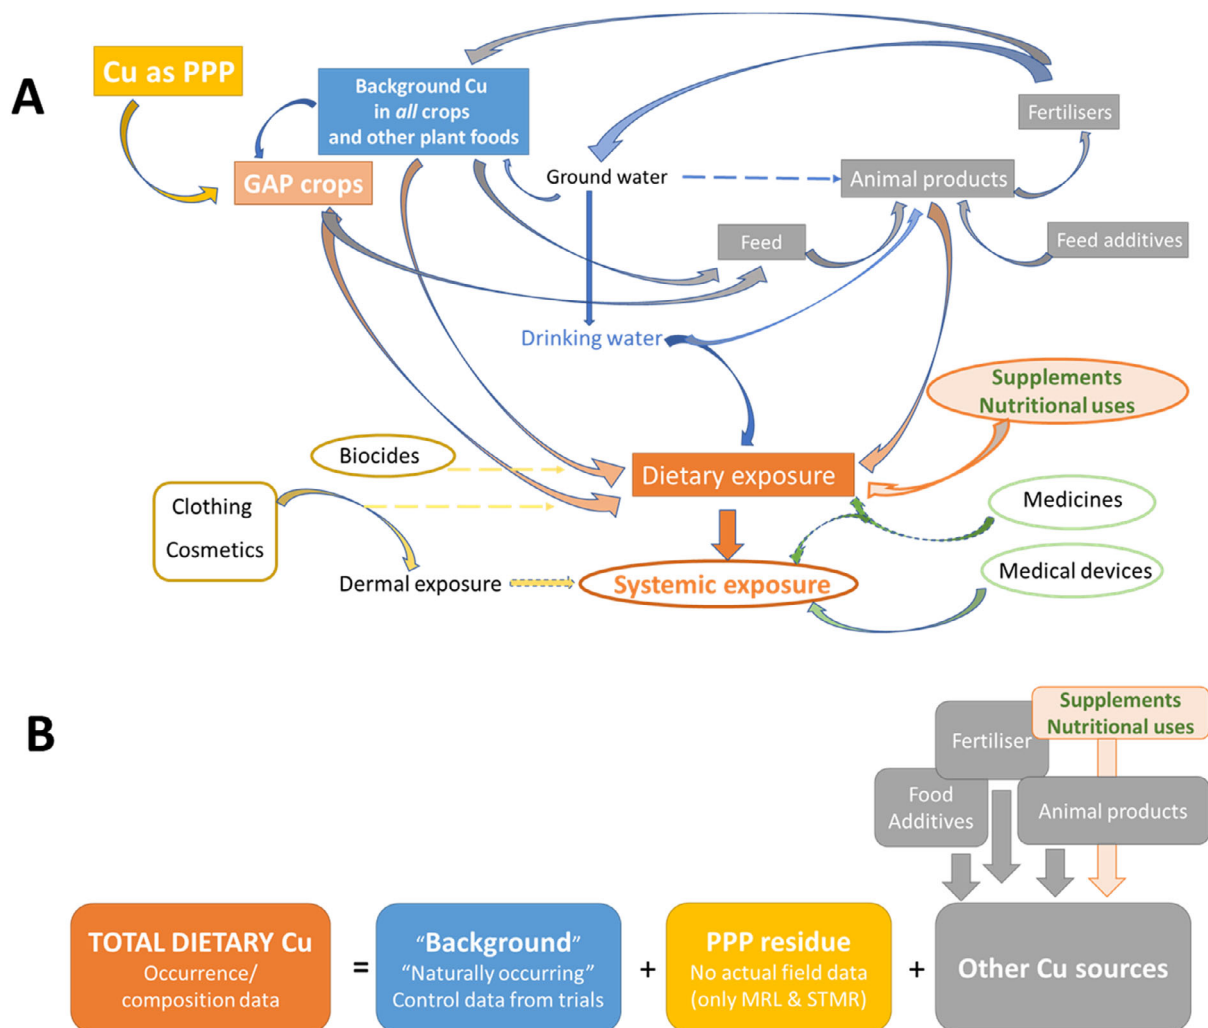 A
Cu as PPP
Background Cu
in all crops
and other plant foods
Fertilisers
GAP crops
Ground water
Animal products
Feed
Feed additives
Drinking water
Supplements
Nutritional uses
Biocides
Dietary exposure
Clothing
Cosmetics
Medicines
Dermal exposure
Systemic exposure
Medical devices
B
Supplements
Nutritional uses
Fertiliser
Food
Additives
Animal products
TOTAL DIETARY Cu
Occurrence/
composition data
=
“Background”
“Naturally occurring”
Control data from trials
+
PPP residue
No actual field data
(only MRL & STMR)
+
Other Cu sources